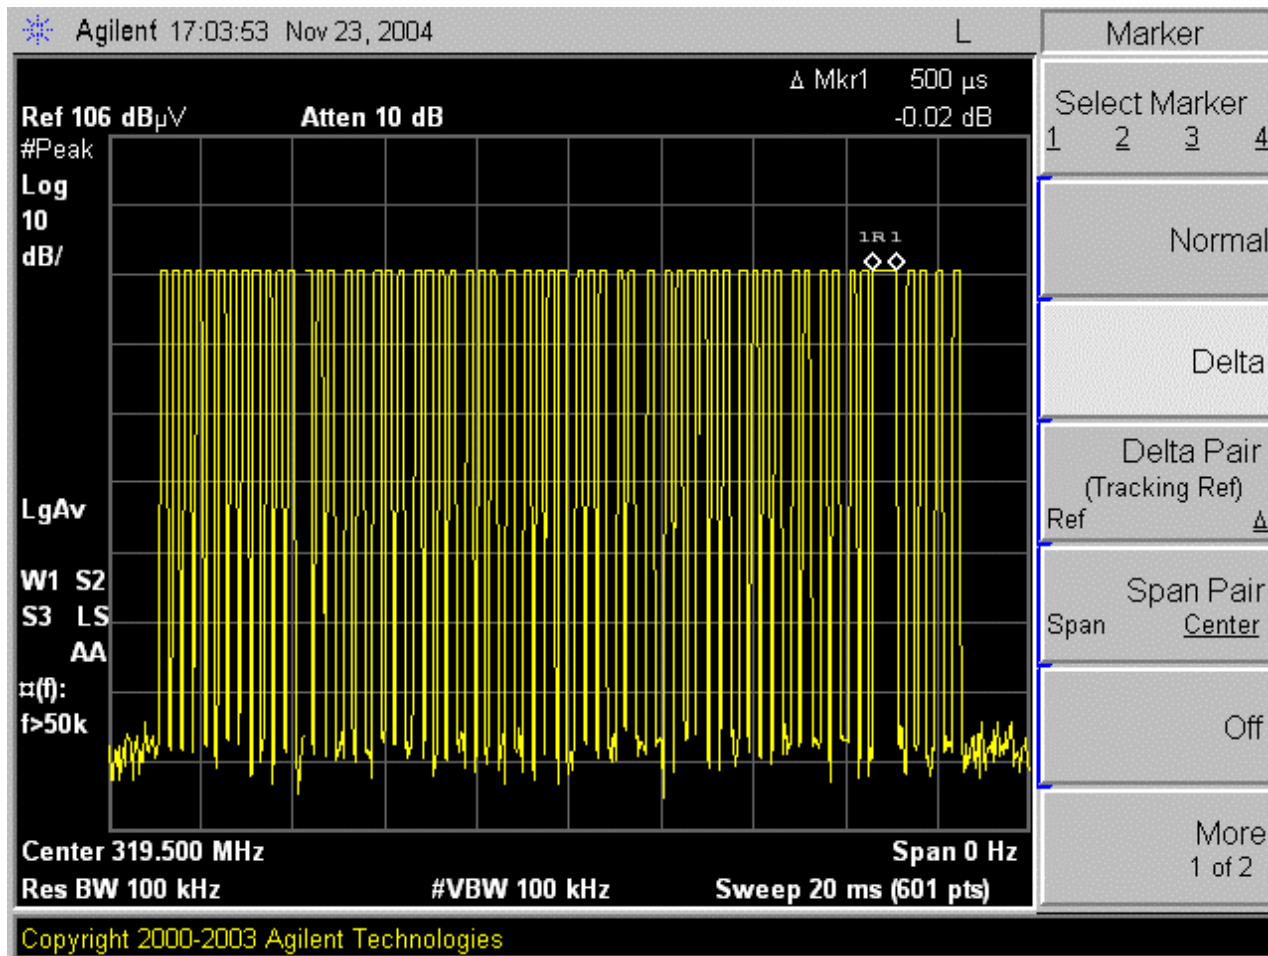 Agilent 17:03:53 Nov 23, 2004 L
Δ Mkr1 500 µs
Ref 106 dBµV Atten 10 dB -0.02 dB
#Peak
Log
10
dB/
1R 1
LgAv
W1 S2
S3 LS
AA
¤(f):
f>50k
Center 319.500 MHz Span 0 Hz
Res BW 100 kHz #VBW 100 kHz Sweep 20 ms (601 pts)
Copyright 2000-2003 Agilent Technologies
Marker
Select Marker
1 2 3 4
Normal
Delta
Delta Pair
(Tracking Ref)
Ref Δ
Span Pair
Span Center
Off
More
1 of 2